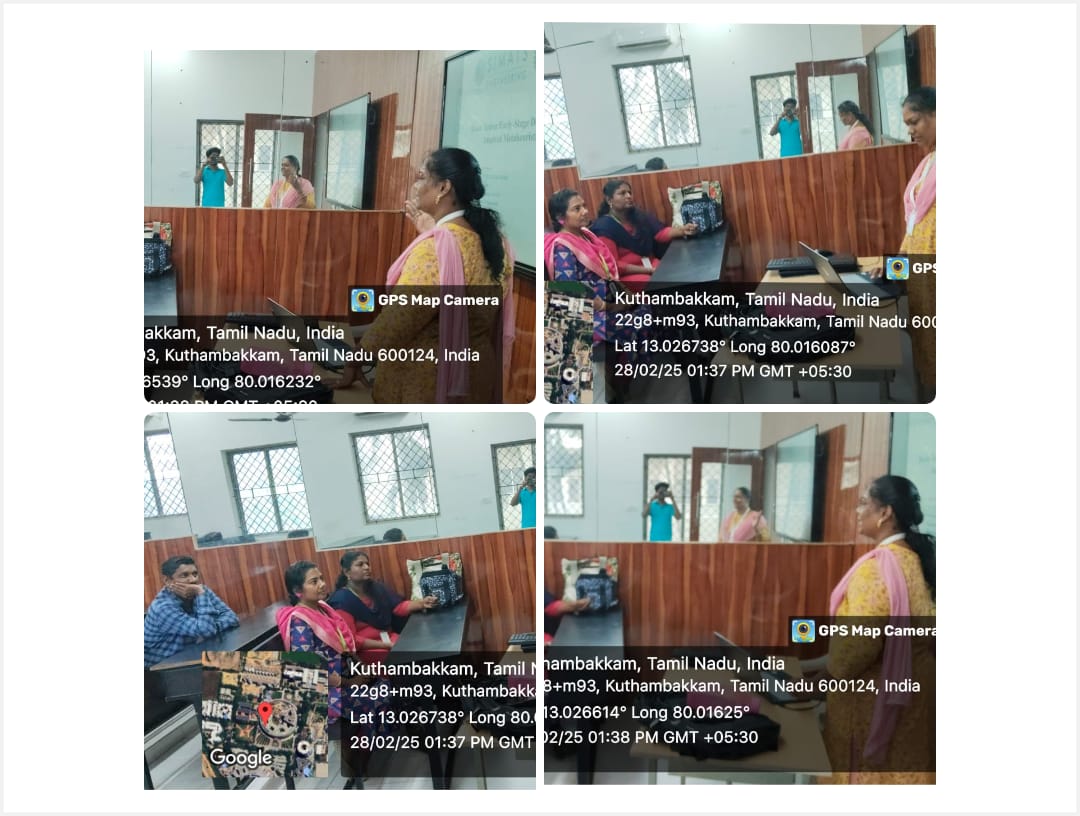 GPS Map Camera
akkam, Tamil Nadu, India
93, Kuthambakkam, Tamil Nadu 600124, India
6539° Long 80.016232°
GPS
Kuthambakkam, Tamil Nadu, India
22g8+m93, Kuthambakkam, Tamil Nadu 600
Lat 13.026738° Long 80.016087°
28/02/25 01:37 PM GMT +05:30
Google
Kuthambakkam, Tamil N
22g8+m93, Kuthambakk
Lat 13.026738° Long 80.0
28/02/25 01:37 PM GMT
GPS Map Camera
hambakkam, Tamil Nadu, India
8+m93, Kuthambakkam, Tamil Nadu 600124, India
13.026614° Long 80.01625°
02/25 01:38 PM GMT +05:30